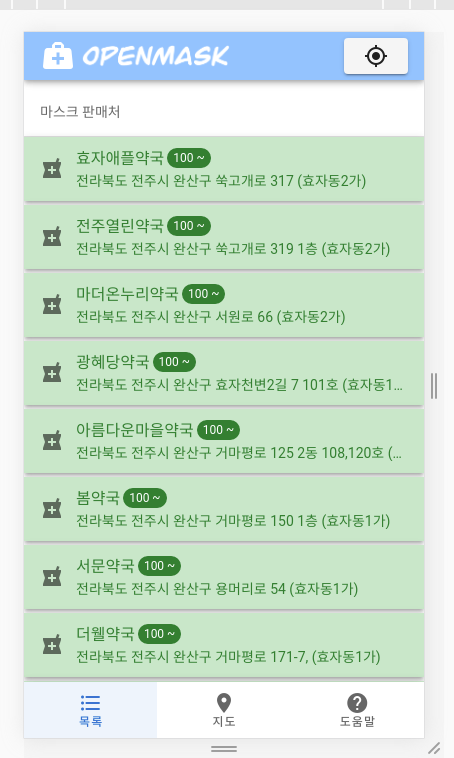 OPENMASK
마스크 판매처
효자애플약국 100 ~
전라북도 전주시 완산구 쑥고개로 317 (효자동2가)
전주열린약국 100 ~
전라북도 전주시 완산구 쑥고개로 319 1층 (효자동2가)
마더온누리약국 100 ~
전라북도 전주시 완산구 서원로 66 (효자동2가)
광혜당약국 100 ~
전라북도 전주시 완산구 효자천변2길 7 101호 (효자동1...
아름다운마을약국 100 ~
전라북도 전주시 완산구 거마평로 125 2동 108,120호 (...
봄약국 100 ~
전라북도 전주시 완산구 거마평로 150 1층 (효자동1가)
서문약국 100 ~
전라북도 전주시 완산구 용머리로 54 (효자동1가)
더웰약국 100 ~
전라북도 전주시 완산구 거마평로 171-7, (효자동1가)
목록 지도 도움말